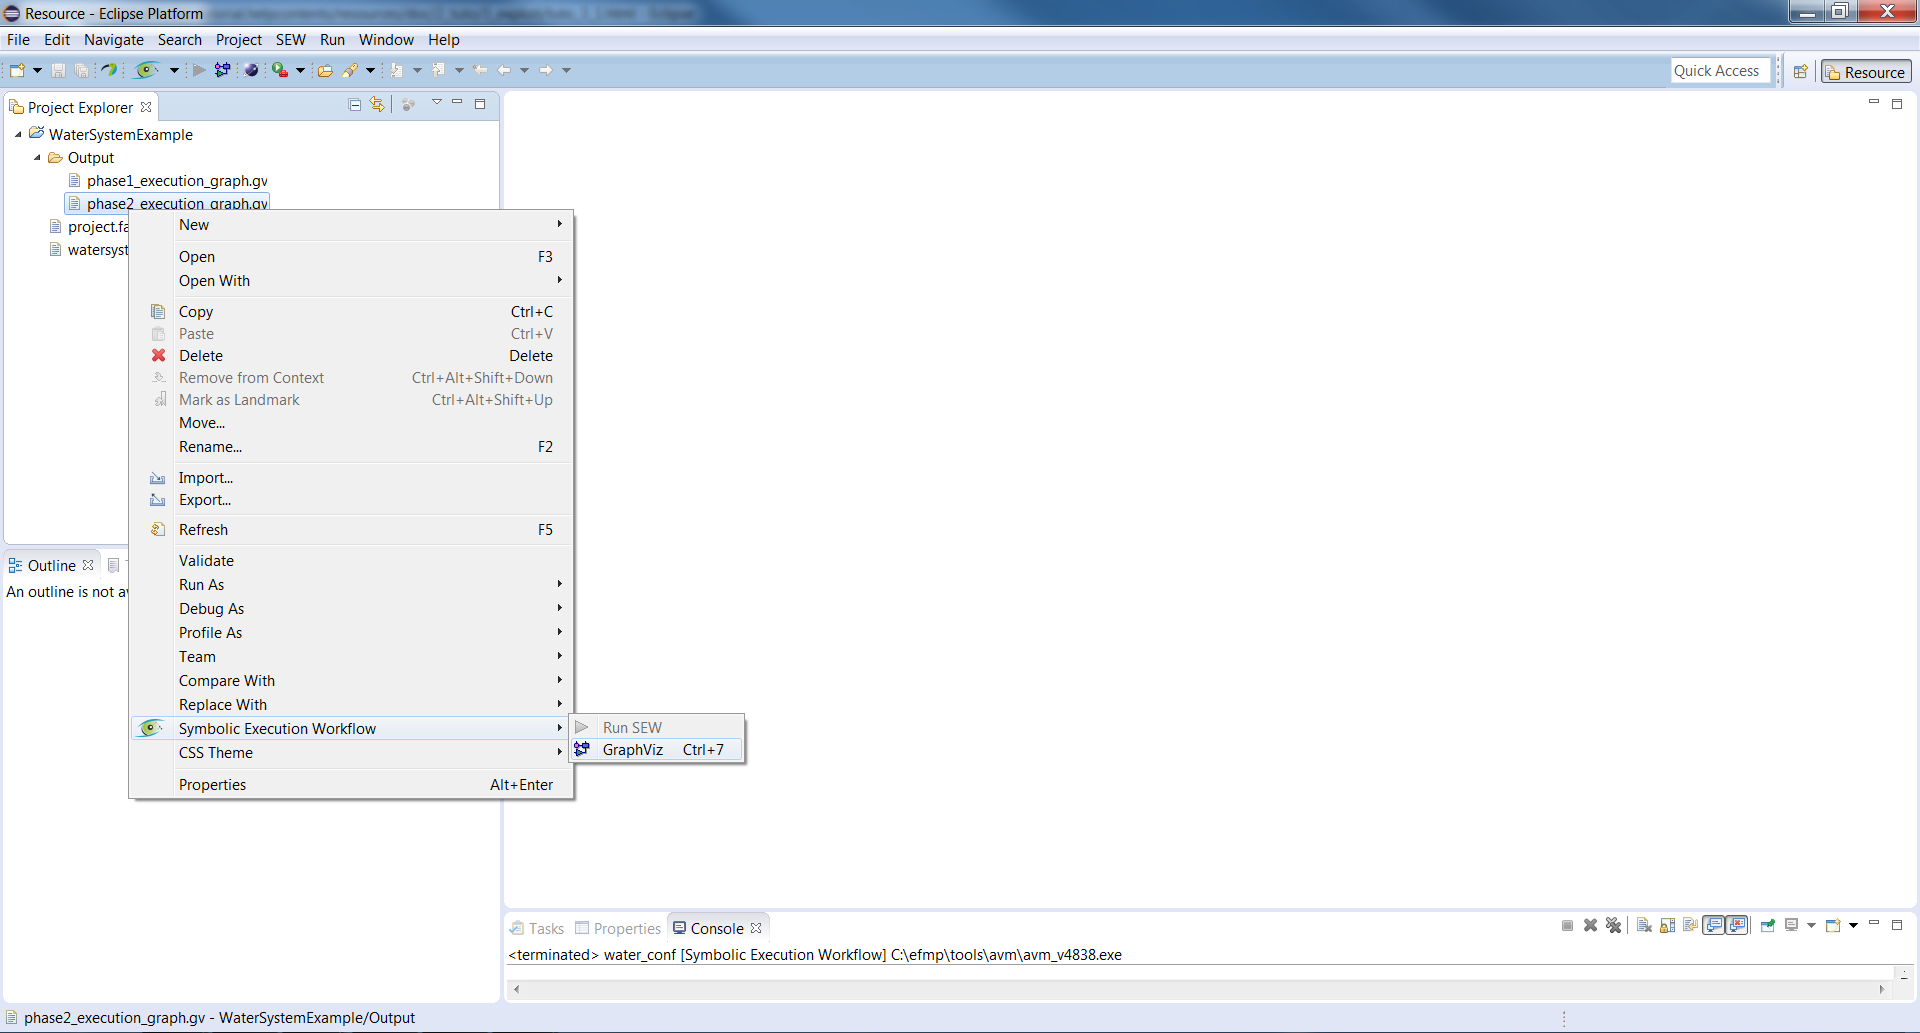 Resource - Eclipse Platform
File Edit Navigate Search Project SEW Run Window Help
Quick Access
Resource
Project Explorer
WaterSystemExample
Output
phase1_execution_graph.gv
phase2_execution_graph.gv
project.fa
watersyst
New
Open F3
Open With
Copy Ctrl+C
Paste Ctrl+V
Delete Delete
Remove from Context Ctrl+Alt+Shift+Down
Mark as Landmark Ctrl+Alt+Shift+Up
Move...
Rename... F2
Import...
Export...
Refresh F5
Validate
Run As
Debug As
Profile As
Team
Compare With
Replace With
Symbolic Execution Workflow
CSS Theme
Properties Alt+Enter
Run SEW
GraphViz Ctrl+7
Outline
An outline is not av
Tasks Properties Console
<terminated> water_conf [Symbolic Execution Workflow] C:\efmp\tools\avm\avm_v4838.exe
phase2_execution_graph.gv - WaterSystemExample/Output